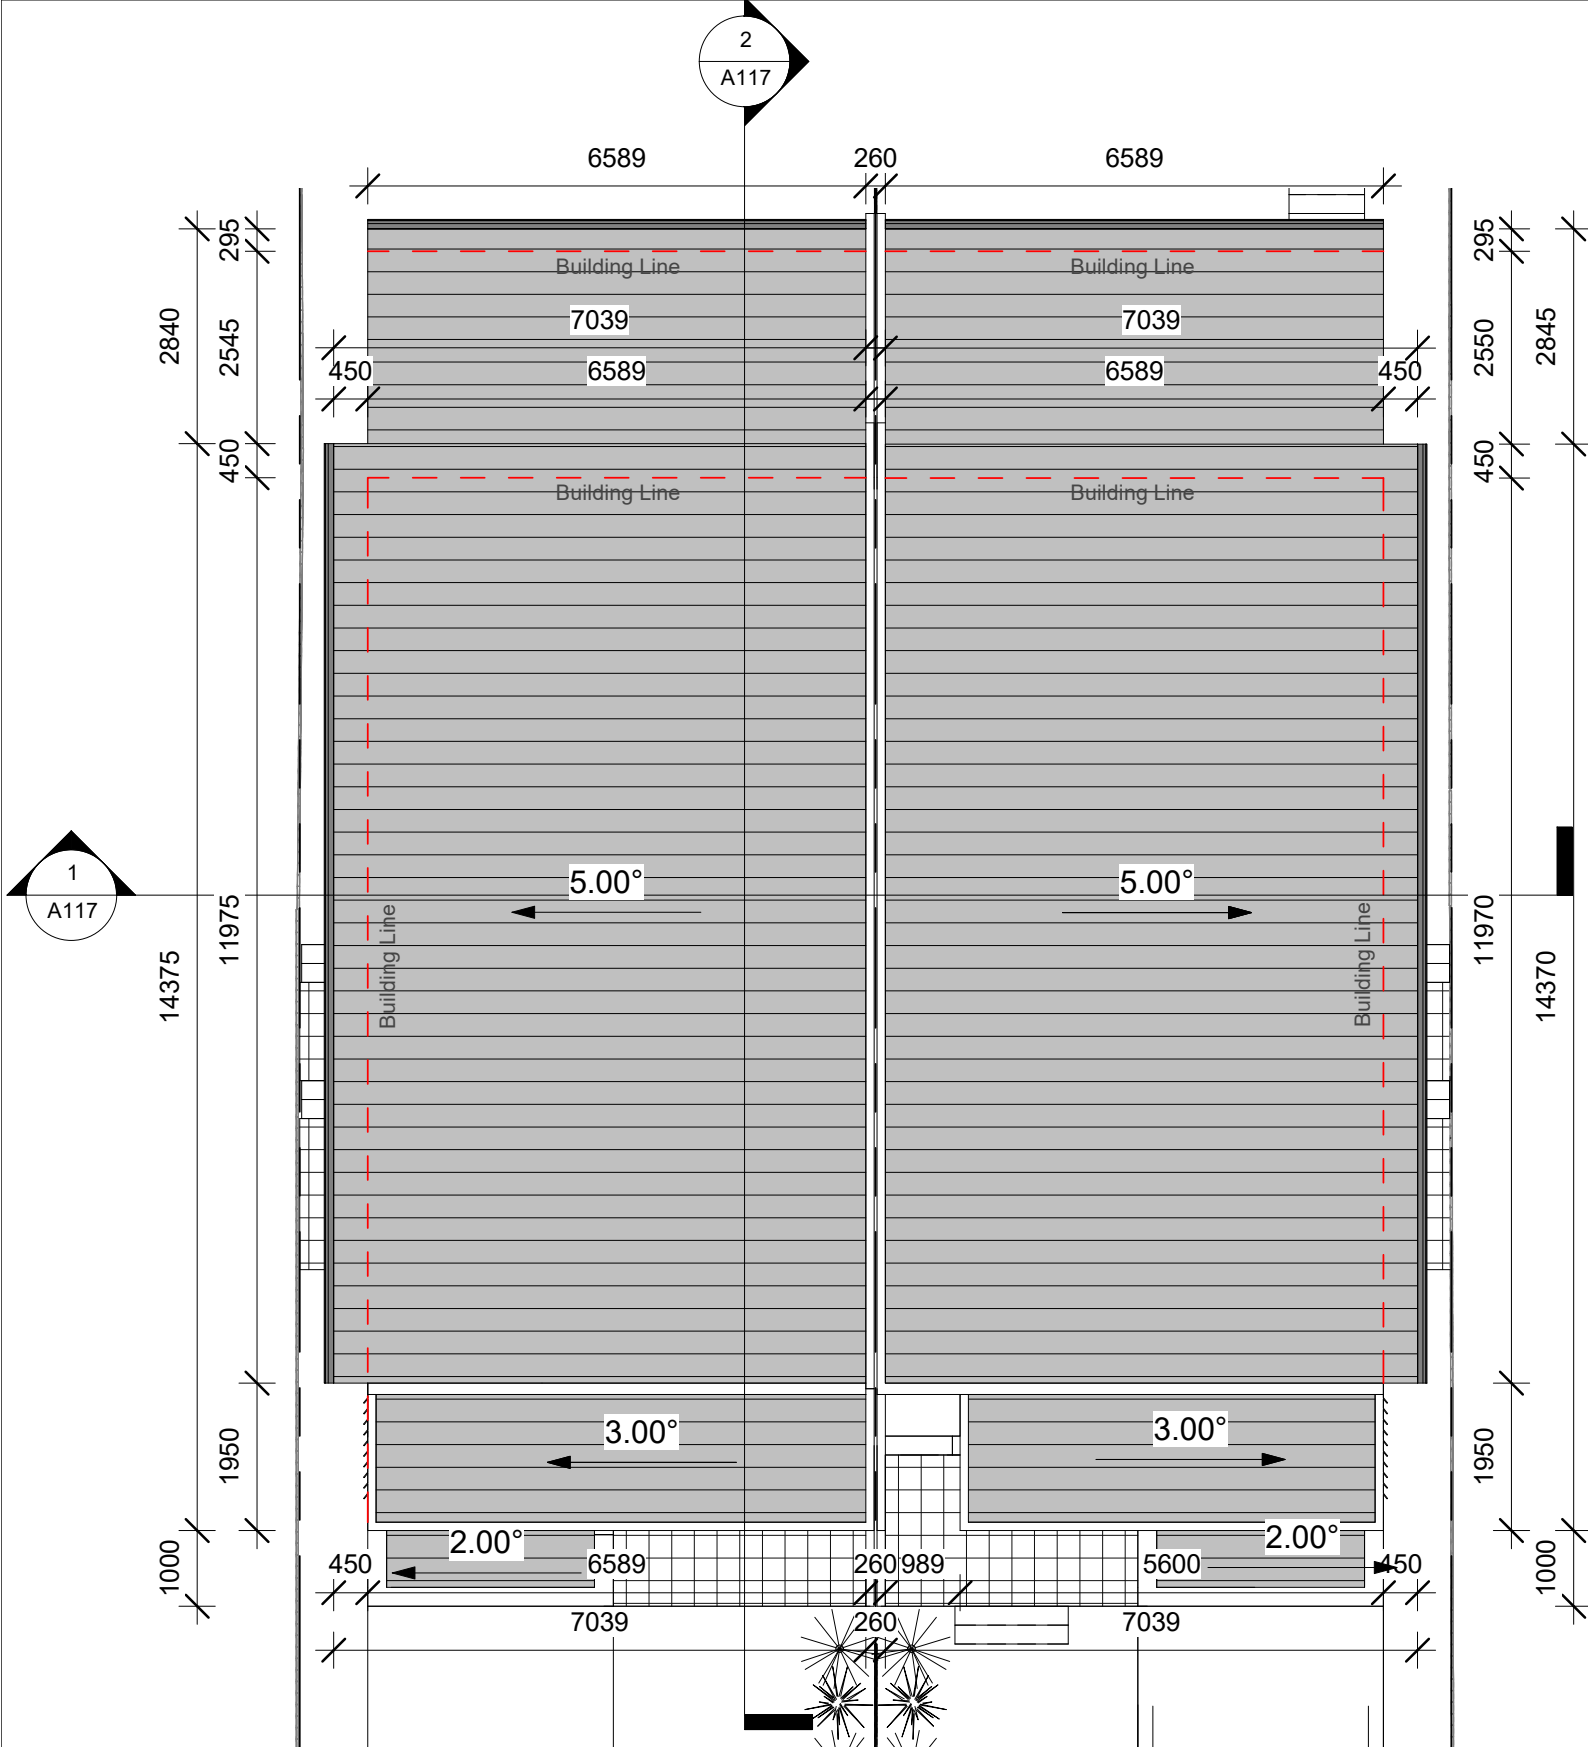 2
A117
6589 260 6589
295 295
Building Line Building Line
2840 2545 7039 7039 2550 2845
450 6589 6589 450
450 450
Building Line Building Line
1
A117
5.00° 5.00°
11975 Building Line Building Line 11970
14375 14370
3.00° 3.00°
1950 1950
2.00° 2.00°
1000 450 6589 260 989 5600 450 1000
7039 260 7039